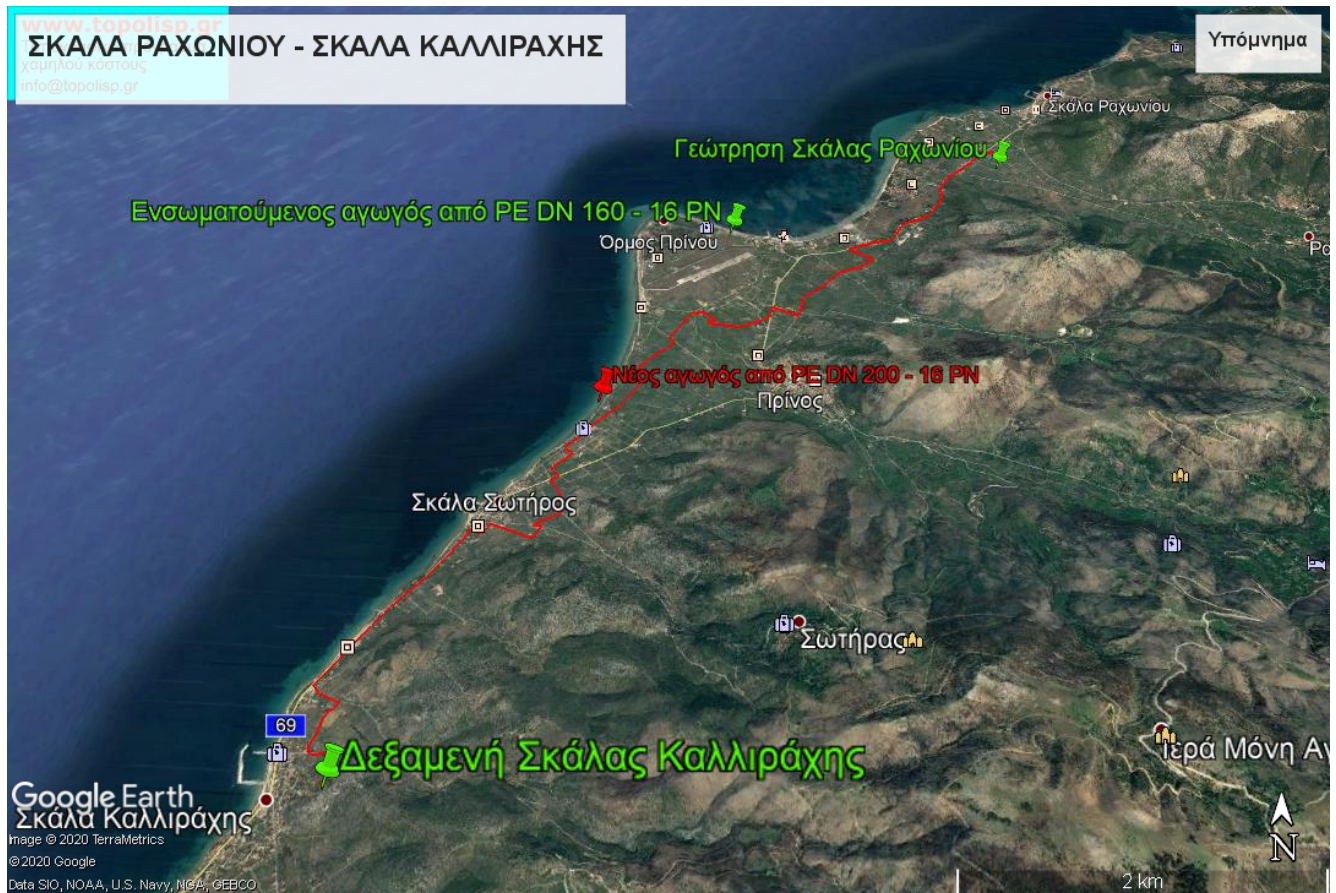 www.topolisp.gr
ΣΚΑΛΑ ΡΑΧΩΝΙΟΥ - ΣΚΑΛΑ ΚΑΛΛΙΡΑΧΗΣ
χαμηλού κόστους
info@topolisp.gr
Υπόμνημα
Σκάλα Ραχωνίου
Γεώτρηση Σκάλας Ραχωνίου
Ενσωματούμενος αγωγός από PE DN 160 - 16 PN
Όρμος Πρίνου
Νέος αγωγός από PE DN 200 - 16 PN
Πρίνος
Σκάλα Σωτήρος
Σωτήρας
69
Δεξαμενή Σκάλας Καλλιράχης
Ιερά Μόνη
Google Earth
Σκάλα Καλλιράχης
Image © 2020 TerraMetrics
© 2020 Google
Data SIO, NOAA, U.S. Navy, NGA, GEBCO
N
2 km